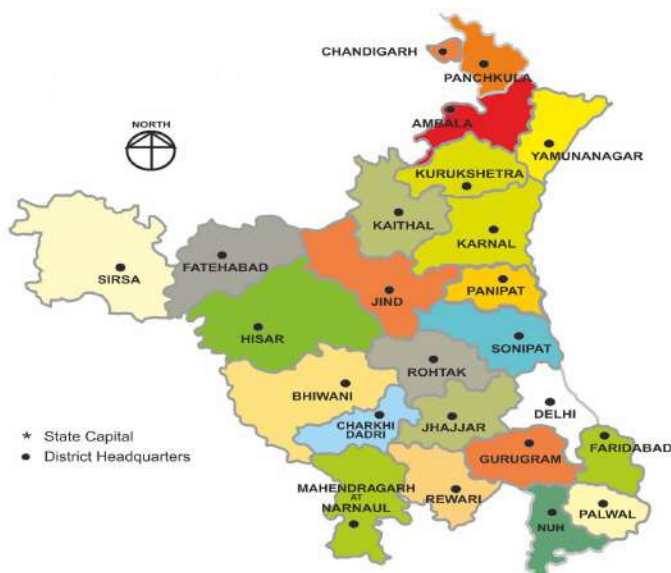 CHANDIGARH
PANCHKULA
AMBALA
NORTH
YAMUNANAGAR
KURUKSHETRA
KAITHAL
KARNAL
SIRSA
FATEHABAD
JIND
PANIPAT
HISAR
SONIPAT
ROHTAK
BHIWANI
DELHI
CHARKHI
DADRI
JHAJJAR
State Capital
District Headquarters
GURUGRAM
FARIDABAD
MAHENDRAGARH
AT
NARNAUL
REWARI
PALWAL
NUH